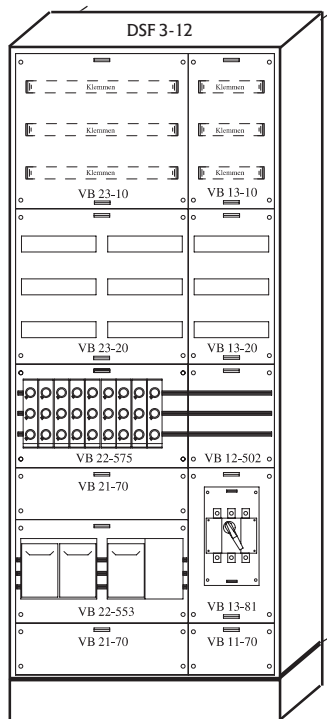 DSF 3-12
Klemmen Klemmen
Klemmen Klemmen
Klemmen Klemmen
VB 23-10 VB 13-10
VB 23-20 VB 13-20
VB 22-575 VB 12-502
VB 21-70
VB 22-553 VB 13-81
VB 21-70 VB 11-70